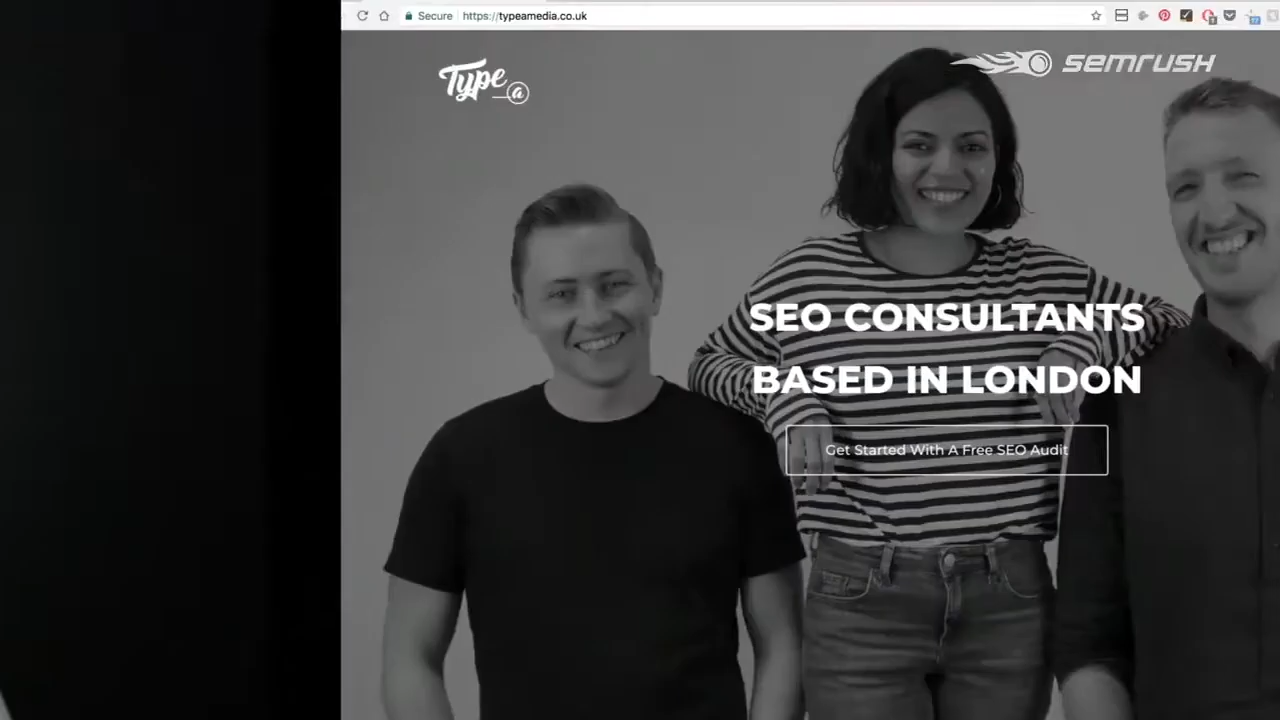 Secure https://typeamedia.co.uk
Type a
semrush
SEO CONSULTANTS
BASED IN LONDON
Get Started With A Free SEO Audit